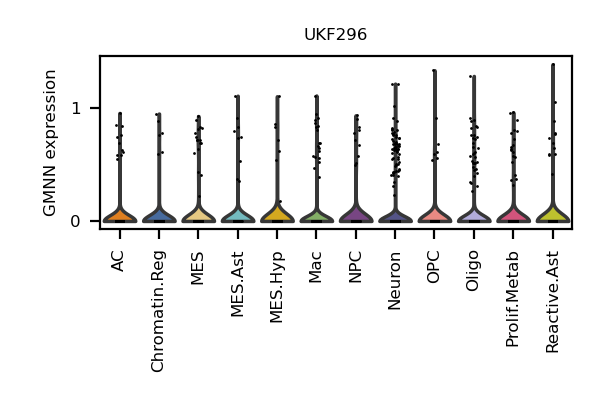 UKF296
GMNN expression
1
0
AC
Chromatin.Reg
MES
MES.Ast
MES.Hyp
Mac
NPC
Neuron
OPC
Oligo
Prolif.Metab
Reactive.Ast